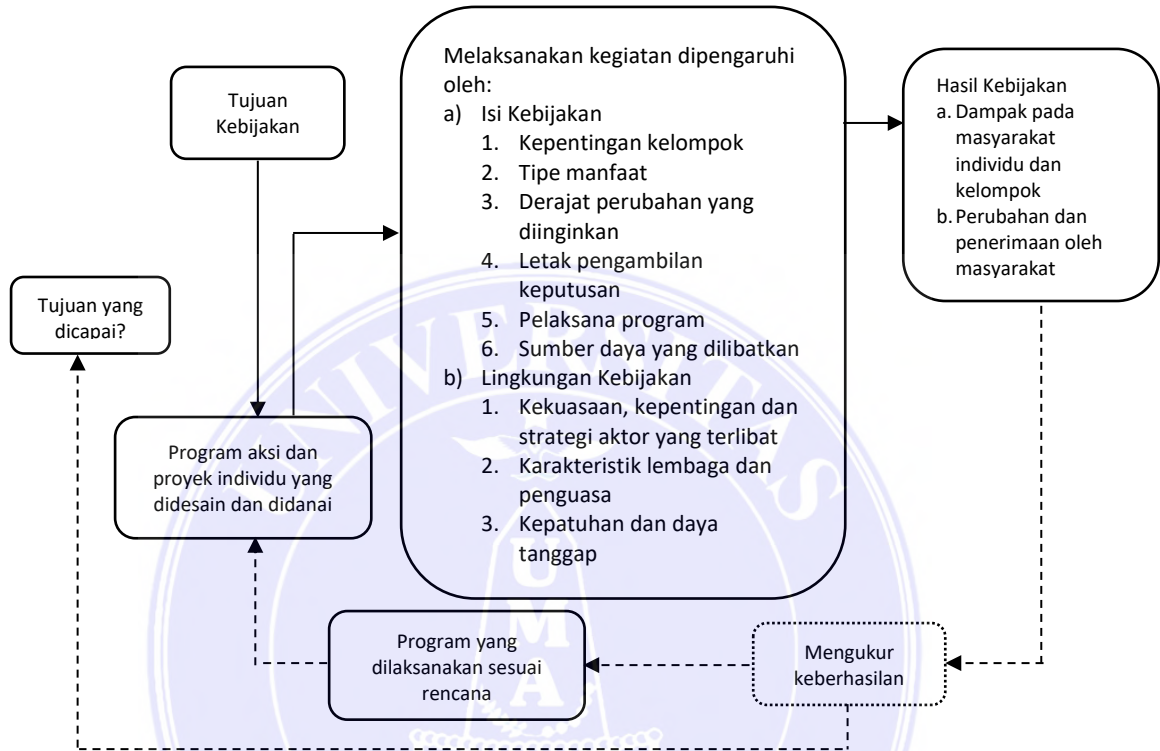 Tujuan
Kebijakan
Tujuan yang
dicapai?
Program aksi dan
proyek individu yang
didesain dan didanai
Melaksanakan kegiatan dipengaruhi
oleh:
a) Isi Kebijakan
1. Kepentingan kelompok
2. Tipe manfaat
3. Derajat perubahan yang
diinginkan
4. Letak pengambilan
keputusan
5. Pelaksana program
6. Sumber daya yang dilibatkan
b) Lingkungan Kebijakan
1. Kekuasaan, kepentingan dan
strategi aktor yang terlibat
2. Karakteristik lembaga dan
penguasa
3. Kepatuhan dan daya
tanggap
Hasil Kebijakan
a. Dampak pada
masyarakat
individu dan
kelompok
b. Perubahan dan
penerimaan oleh
masyarakat
Program yang
dilaksanakan sesuai
rencana
Mengukur
keberhasilan
UNIVERSITAS
U
M
A